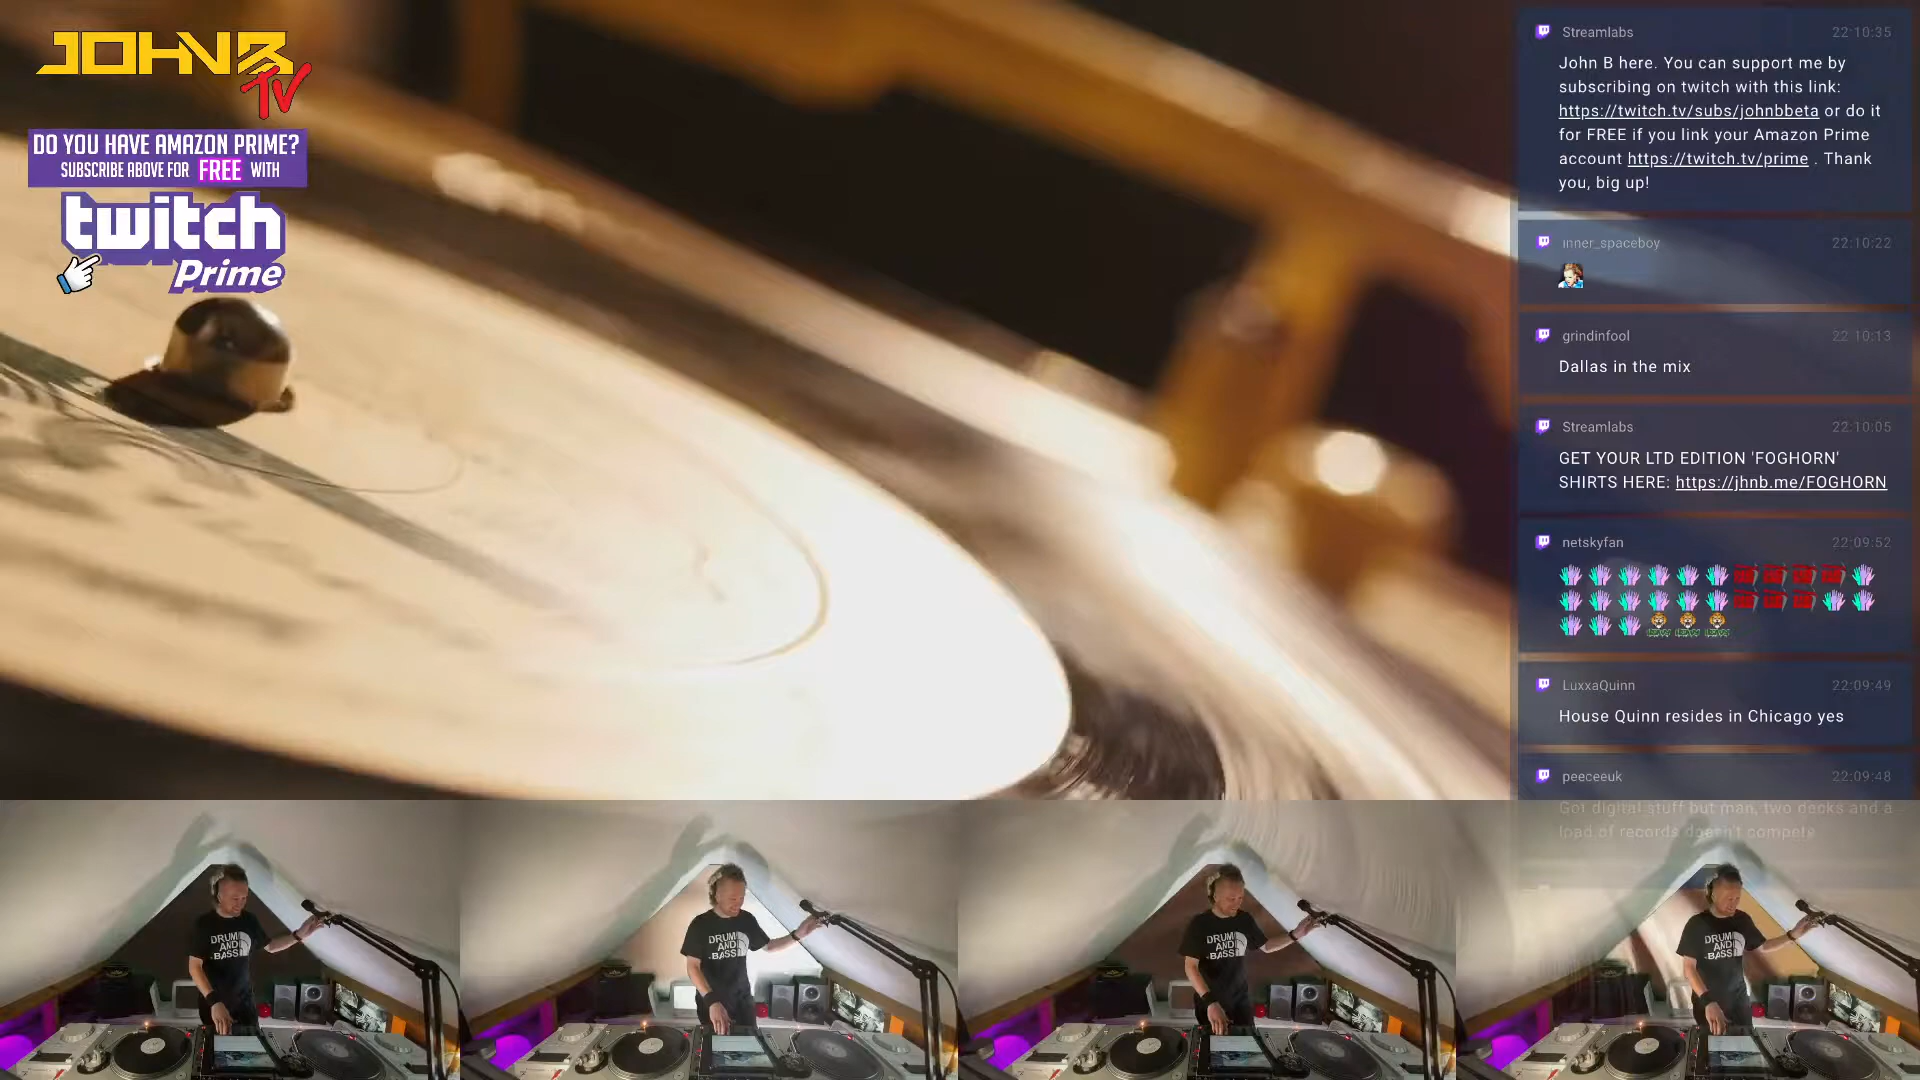 JOHN B
TV
DO YOU HAVE AMAZON PRIME?
SUBSCRIBE ABOVE FOR FREE WITH
twitch
Prime
Streamlabs 22:10:35
John B here. You can support me by
subscribing on twitch with this link:
https://twitch.tv/subs/johnbbeta or do it
for FREE if you link your Amazon Prime
account https://twitch.tv/prime . Thank
you, big up!
inner_spaceboy 22:10:22
grindinfool 22:10:13
Dallas in the mix
Streamlabs 22:10:05
GET YOUR LTD EDITION 'FOGHORN'
SHIRTS HERE: https://jhnb.me/FOGHORN
netskyfan 22:09:52
LuxxaQuinn 22:09:49
House Quinn resides in Chicago yes
peeceeuk 22:09:48
Got digital stuff but man, two decks and a
load of records doesn't compete
DRUM
AND
BASS
DRUM
AND
BASS
DRUM
AND
BASS
DRUM
AND
BASS